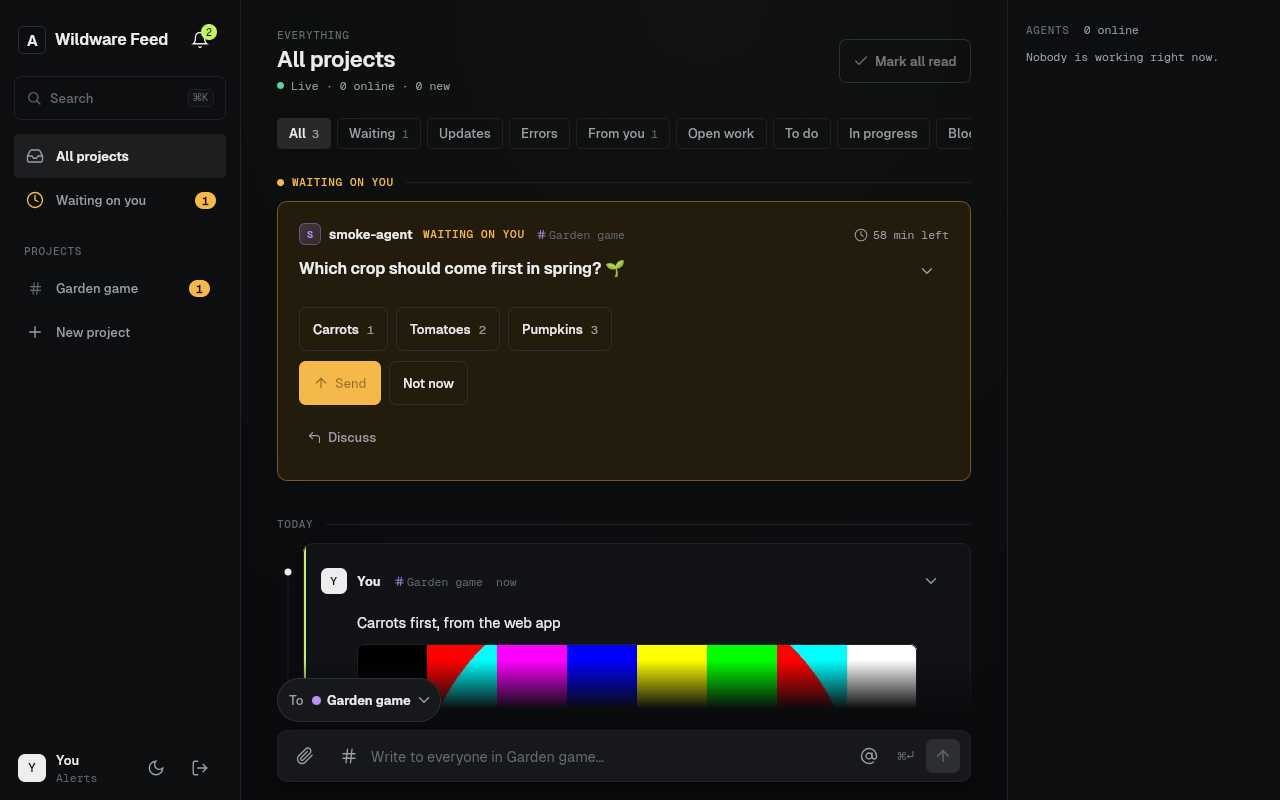 A Wildware Feed 2
Search ⌘K
All projects
Waiting on you 1
PROJECTS
# Garden game 1
New project
Y You
Alerts
EVERYTHING
All projects
Live · 0 online · 0 new
Mark all read
All 3 Waiting 1 Updates Errors From you 1 Open work To do In progress Bloc
WAITING ON YOU
S smoke-agent WAITING ON YOU # Garden game 58 min left
Which crop should come first in spring? 🌱
Carrots 1 Tomatoes 2 Pumpkins 3
Send Not now
Discuss
TODAY
Y You # Garden game now
Carrots first, from the web app
To Garden game
# Write to everyone in Garden game… @ ⌘↵
AGENTS 0 online
Nobody is working right now.